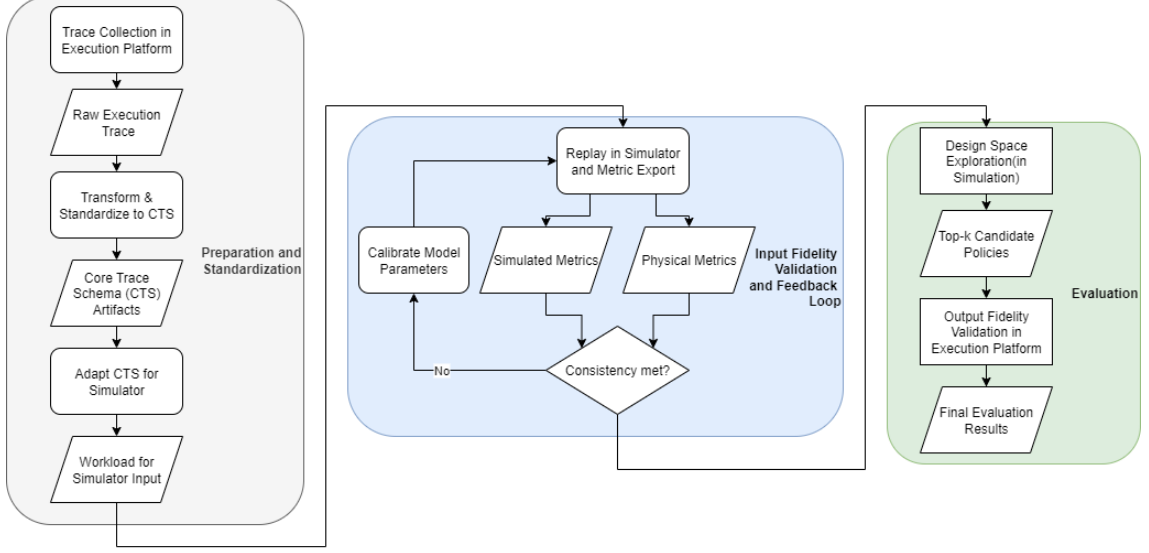 Trace Collection in
Execution Platform
Raw Execution
Trace
Transform &
Standardize to CTS
Core Trace
Schema (CTS)
Artifacts
Adapt CTS for
Simulator
Workload for
Simulator Input
Preparation and
Standardization
Replay in Simulator
and Metric Export
Calibrate Model
Parameters
Simulated Metrics
Physical Metrics
Input Fidelity
Validation
and Feedback
Loop
Consistency met?
No
Design Space
Exploration(in
Simulation)
Top-k Candidate
Policies
Output Fidelity
Validation in
Execution Platform
Final Evaluation
Results
Evaluation